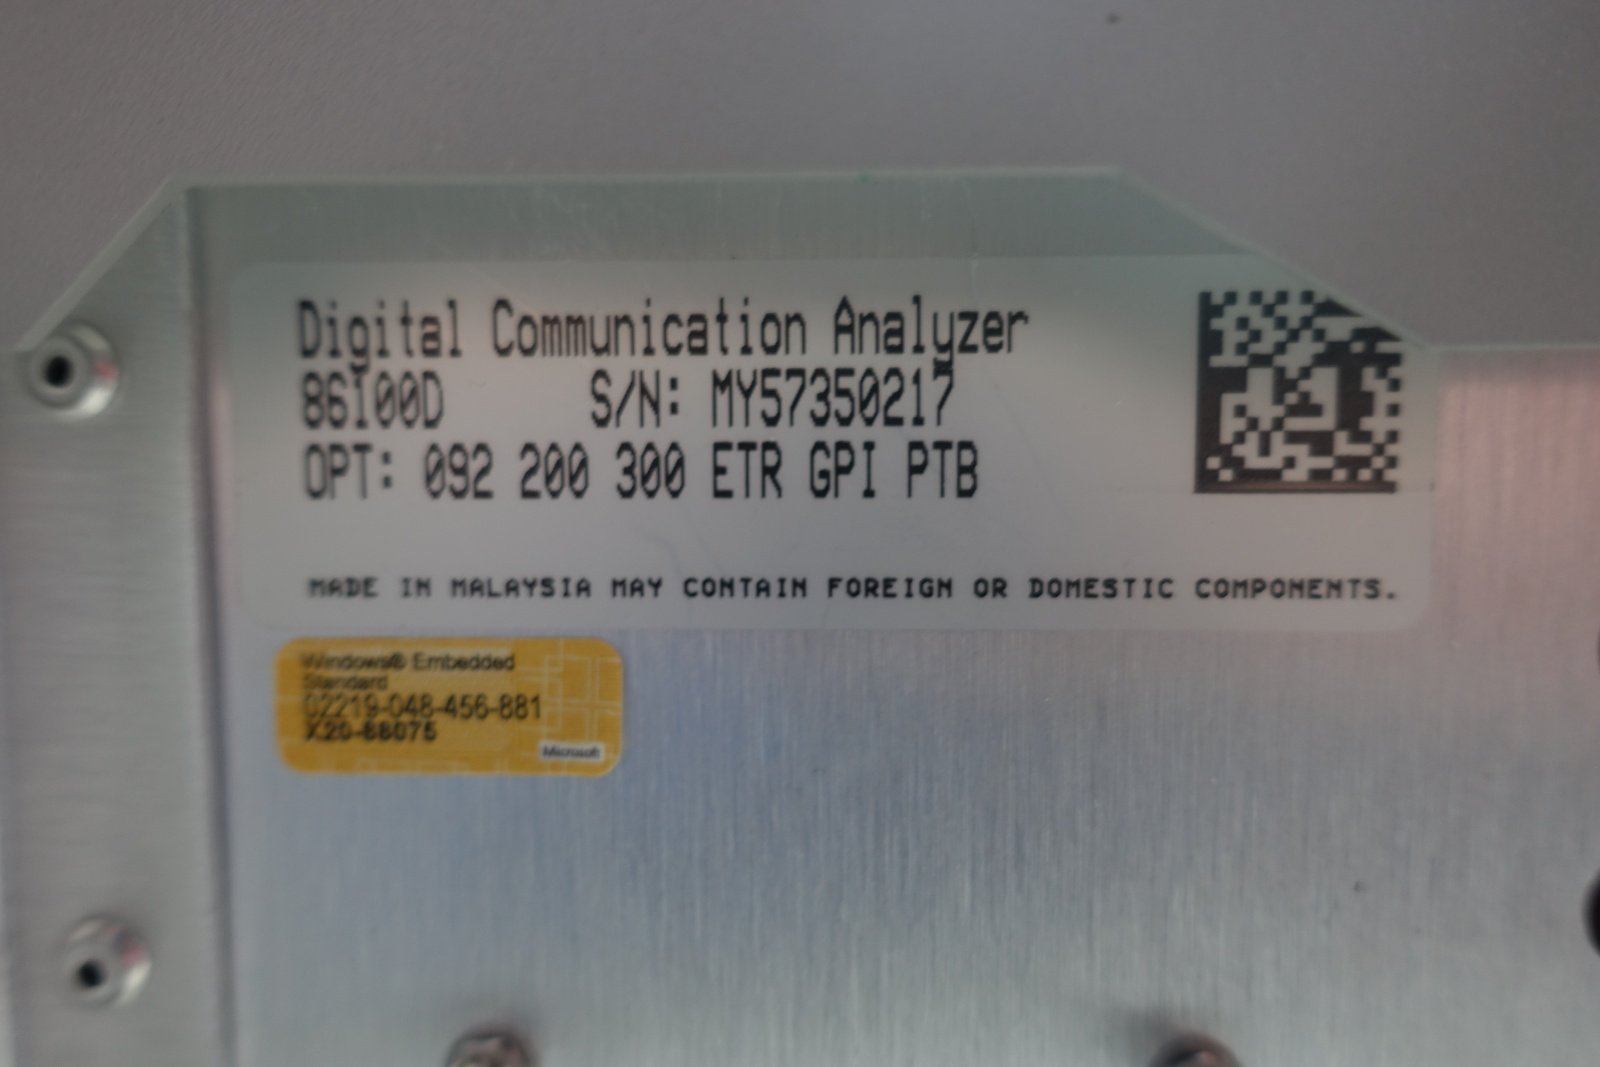 Digital Communication Analyzer
86100D S/N: MY57350217
OPT: 092 200 300 ETR GPI PTB
MADE IN MALAYSIA MAY CONTAIN FOREIGN OR DOMESTIC COMPONENTS.
Windows® Embedded
Standard
02219-048-456-881
X20-88075
Microsoft